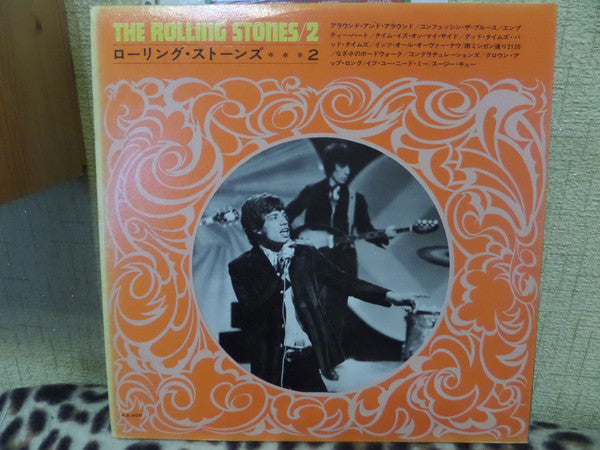 THE ROLLING STONES/2
ローリング・ストーンズ＊＊＊2
アラウンド・アンド・アラウンド／コンフェッシン・ザ・ブルース／エンプ
ティーハート／タイム・イズ・オン・マイ・サイド／グッド・タイムズ・バ
ッド・タイムズ／イッツ・オール・オーヴァー・ナウ／南ミシガン通り2120
／なぎさのボードウォーク／コングラチュレーションズ／グロウン・ア
ップ・ロング／イフ・ユー・ニード・ミー／スージー・キュー